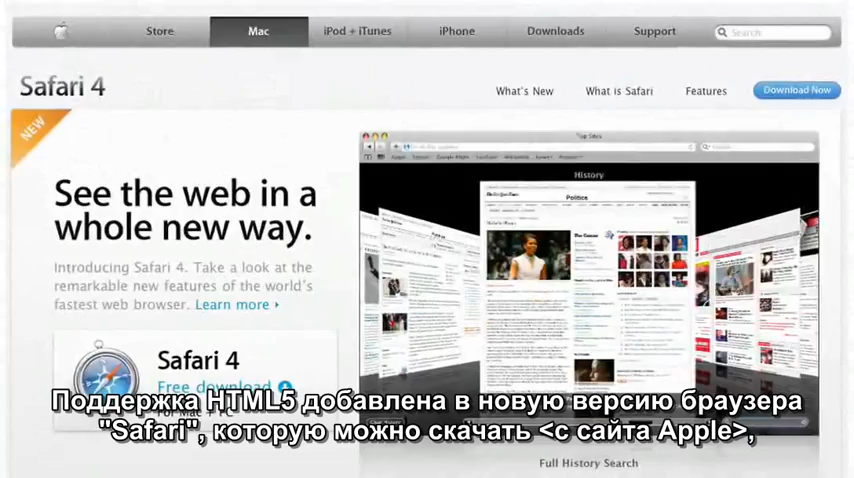 Store Mac iPod + iTunes iPhone Downloads Support Search
Safari 4 What's New What is Safari Features Download Now
NEW
See the web in a
whole new way.
Introducing Safari 4. Take a look at the
remarkable new features of the world's
fastest web browser. Learn more
Top Sites
History
Politics
Safari 4
Free download
For Mac + PC
Поддержка HTML5 добавлена в новую версию браузера
"Safari", которую можно скачать <с сайта Apple>,
Full History Search